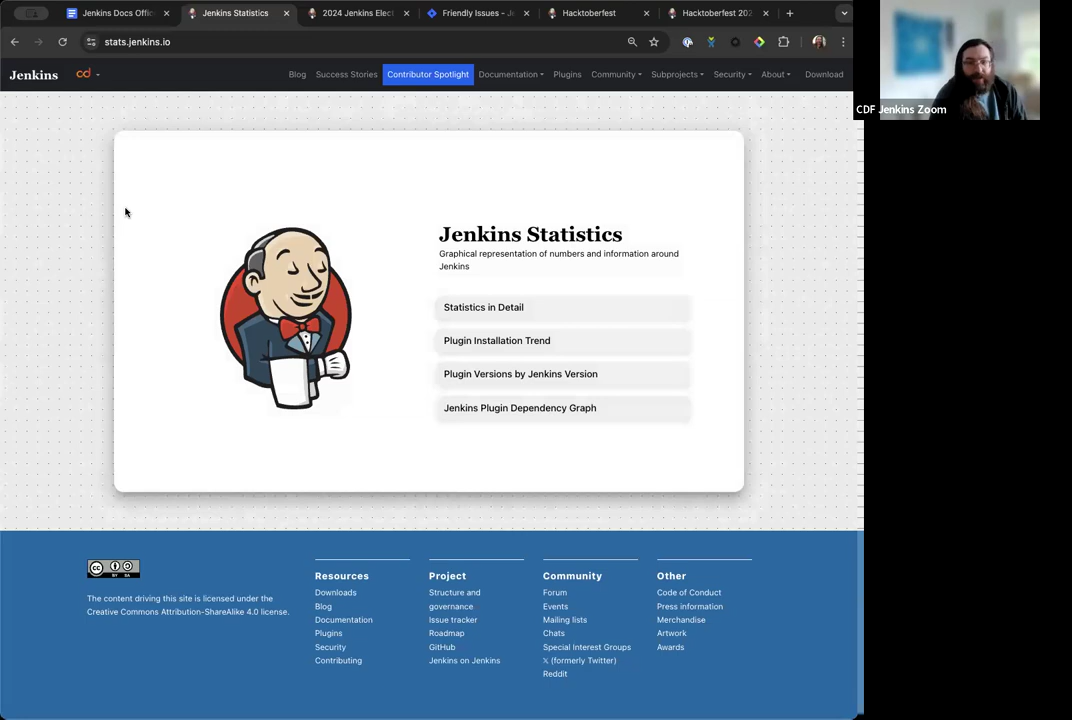 Jenkins Docs Offic
Jenkins Statistics
2024 Jenkins Elec
Friendly Issues - Je
Hacktoberfest
Hacktoberfest 202
stats.jenkins.io
Jenkins
cd
Blog
Success Stories
Contributor Spotlight
Documentation
Plugins
Community
Subprojects
Security
About
Download
CDF Jenkins Zoom
Jenkins Statistics
Graphical representation of numbers and information around
Jenkins
Statistics in Detail
Plugin Installation Trend
Plugin Versions by Jenkins Version
Jenkins Plugin Dependency Graph
cc
BY SA
The content driving this site is licensed under the
Creative Commons Attribution-ShareAlike 4.0 license.
Resources
Downloads
Blog
Documentation
Plugins
Security
Contributing
Project
Structure and
governance
Issue tracker
Roadmap
GitHub
Jenkins on Jenkins
Community
Forum
Events
Mailing lists
Chats
Special Interest Groups
𝕏 (formerly Twitter)
Reddit
Other
Code of Conduct
Press information
Merchandise
Artwork
Awards